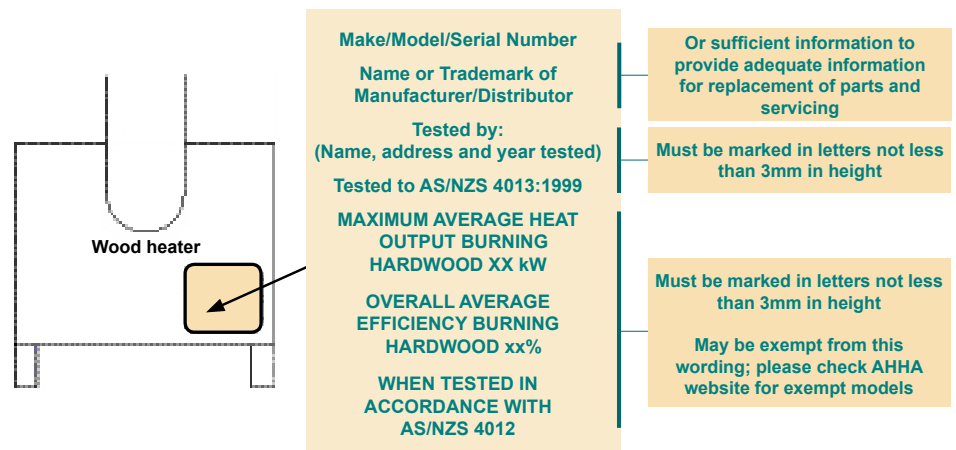 Wood heater
Make/Model/Serial Number
Name or Trademark of
Manufacturer/Distributor
Tested by:
(Name, address and year tested)
Tested to AS/NZS 4013:1999
MAXIMUM AVERAGE HEAT
OUTPUT BURNING
HARDWOOD XX kW
OVERALL AVERAGE
EFFICIENCY BURNING
HARDWOOD xx%
WHEN TESTED IN
ACCORDANCE WITH
AS/NZS 4012
Or sufficient information to
provide adequate information
for replacement of parts and
servicing
Must be marked in letters not less
than 3mm in height
Must be marked in letters not less
than 3mm in height
May be exempt from this
wording; please check AHHA
website for exempt models